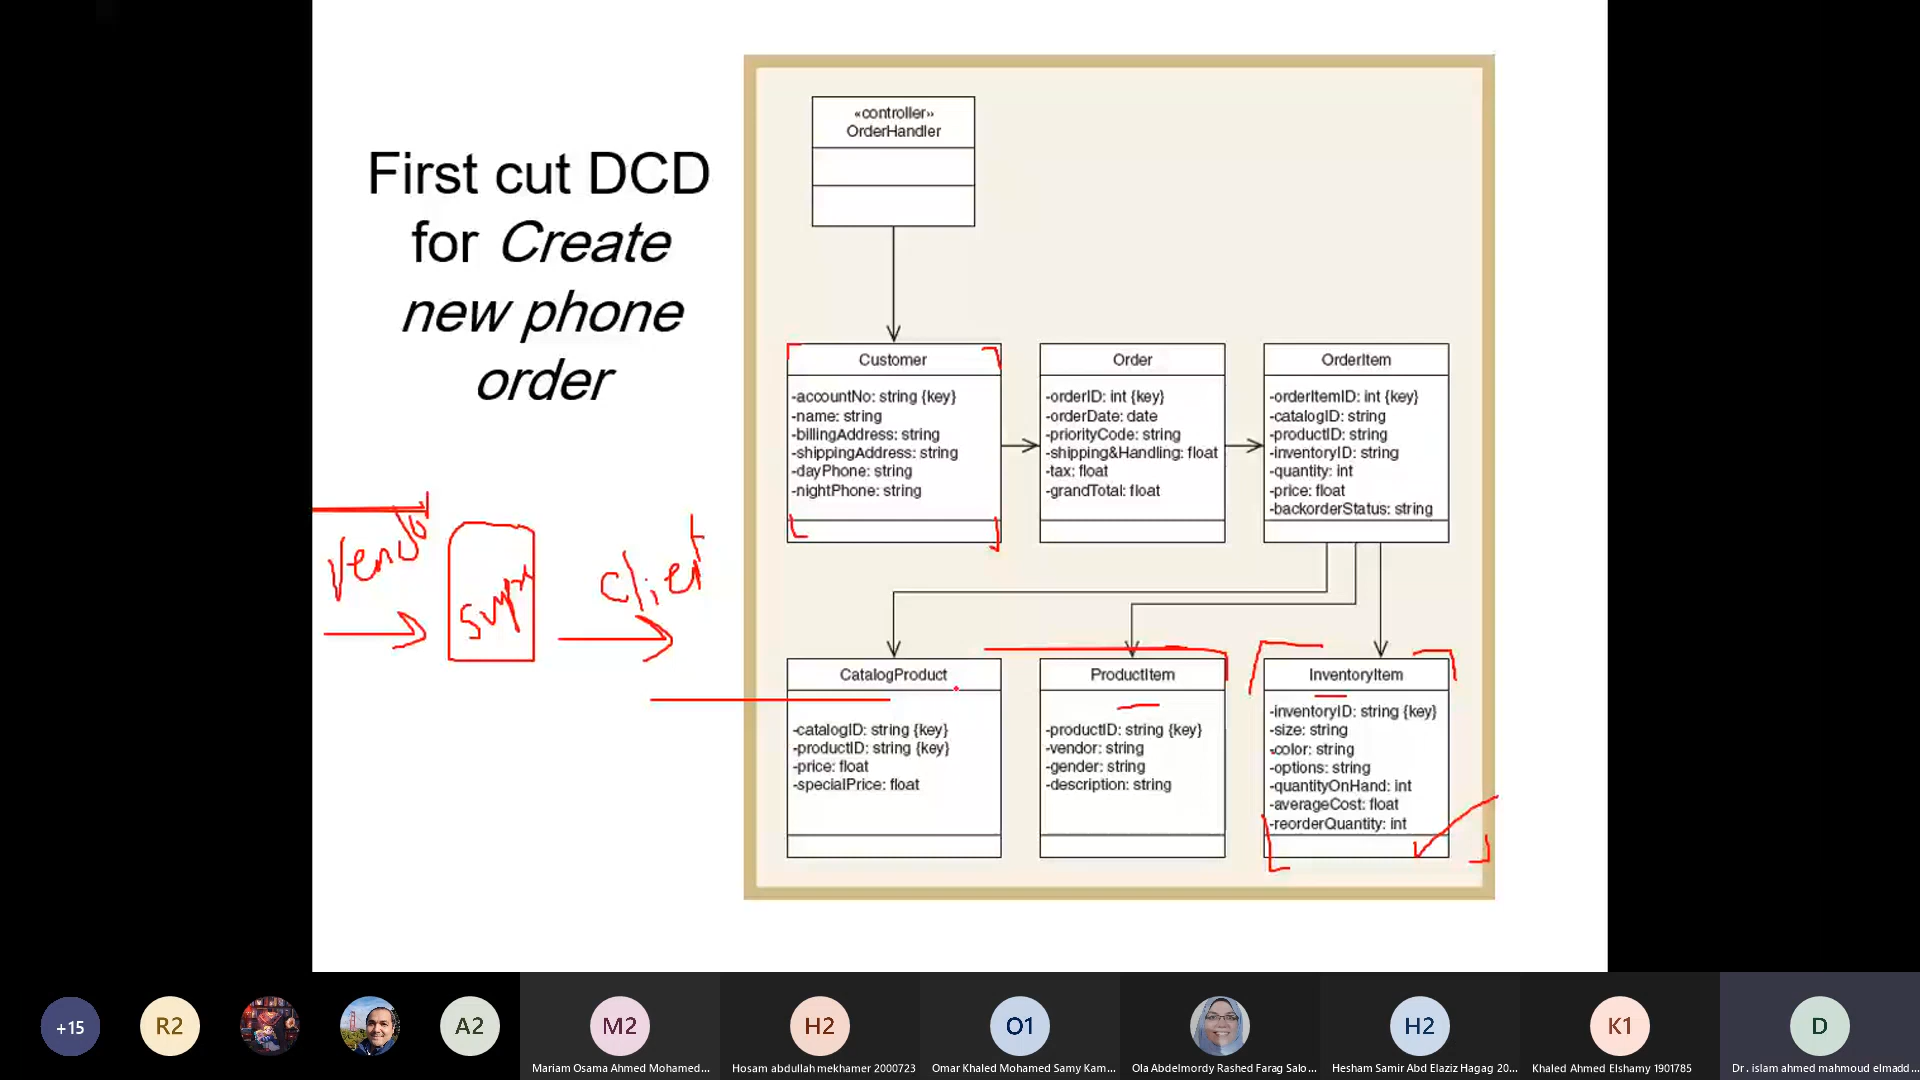 First cut DCD
for Create
new phone
order
«controller»
OrderHandler
Customer
-accountNo: string {key}
-name: string
-billingAddress: string
-shippingAddress: string
-dayPhone: string
-nightPhone: string
Order
-orderID: int {key}
-orderDate: date
-priorityCode: string
-shipping&Handling: float
-tax: float
-grandTotal: float
OrderItem
-orderItemID: int {key}
-catalogID: string
-productID: string
-inventoryID: string
-quantity: int
-price: float
-backorderStatus: string
client
CatalogProduct
-catalogID: string {key}
-productID: string {key}
-price: float
-specialPrice: float
ProductItem
-productID: string {key}
-vendor: string
-gender: string
-description: string
InventoryItem
-inventoryID: string {key}
-size: string
-color: string
-options: string
-quantityOnHand: int
-averageCost: float
-reorderQuantity: int
+15
R2
A2
M2
H2
O1
H2
K1
D
Mariam Osama Ahmed Mohamed...
Hosam abdullah mekhamer 2000723
Omar Khaled Mohamed Samy Kam...
Ola Abdelmordy Rashed Farag Salo...
Hesham Samir Abd Elaziz Hagag 20...
Khaled Ahmed Elshamy 1901785
Dr . islam ahmed mahmoud elmadd...